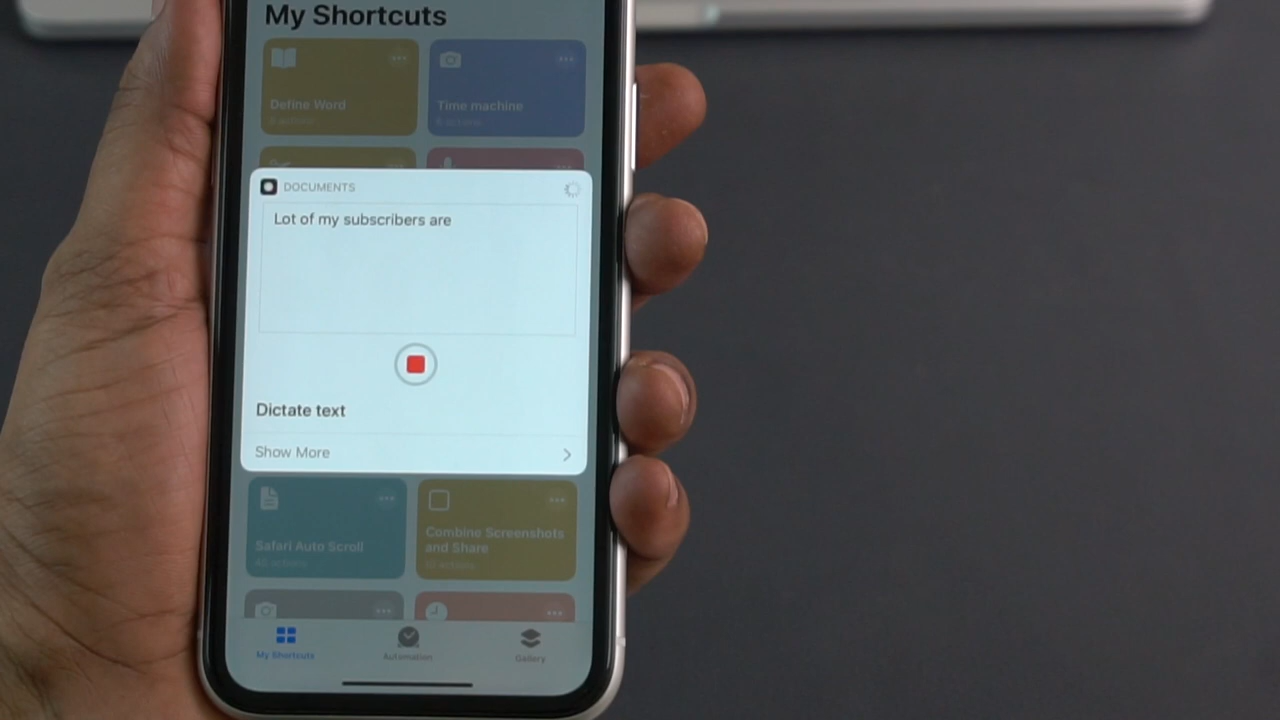 My Shortcuts
Define Word
Time machine
DOCUMENTS
Lot of my subscribers are
Dictate text
Show More
Safari Auto Scroll
Combine Screenshots
and Share
My Shortcuts
Automation
Gallery